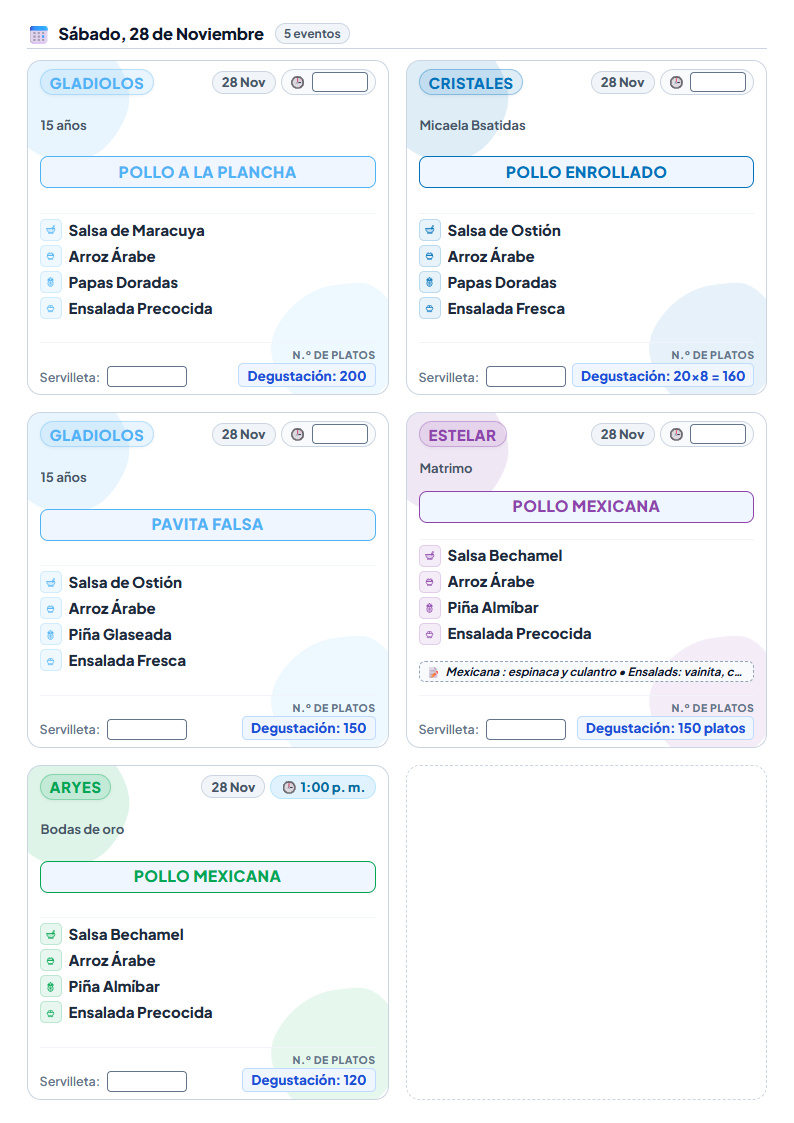 Sábado, 28 de Noviembre 5 eventos
GLADIOLOS 28 Nov
15 años
POLLO A LA PLANCHA
Salsa de Maracuya
Arroz Árabe
Papas Doradas
Ensalada Precocida
N.º DE PLATOS
Servilleta: Degustación: 200
CRISTALES 28 Nov
Micaela Bsatidas
POLLO ENROLLADO
Salsa de Ostión
Arroz Árabe
Papas Doradas
Ensalada Fresca
N.º DE PLATOS
Servilleta: Degustación: 20×8 = 160
GLADIOLOS 28 Nov
15 años
PAVITA FALSA
Salsa de Ostión
Arroz Árabe
Piña Glaseada
Ensalada Fresca
N.º DE PLATOS
Servilleta: Degustación: 150
ESTELAR 28 Nov
Matrimo
POLLO MEXICANA
Salsa Bechamel
Arroz Árabe
Piña Almíbar
Ensalada Precocida
Mexicana : espinaca y culantro • Ensalads: vainita, c...
N.º DE PLATOS
Servilleta: Degustación: 150 platos
ARYES 28 Nov 1:00 p. m.
Bodas de oro
POLLO MEXICANA
Salsa Bechamel
Arroz Árabe
Piña Almíbar
Ensalada Precocida
N.º DE PLATOS
Servilleta: Degustación: 120